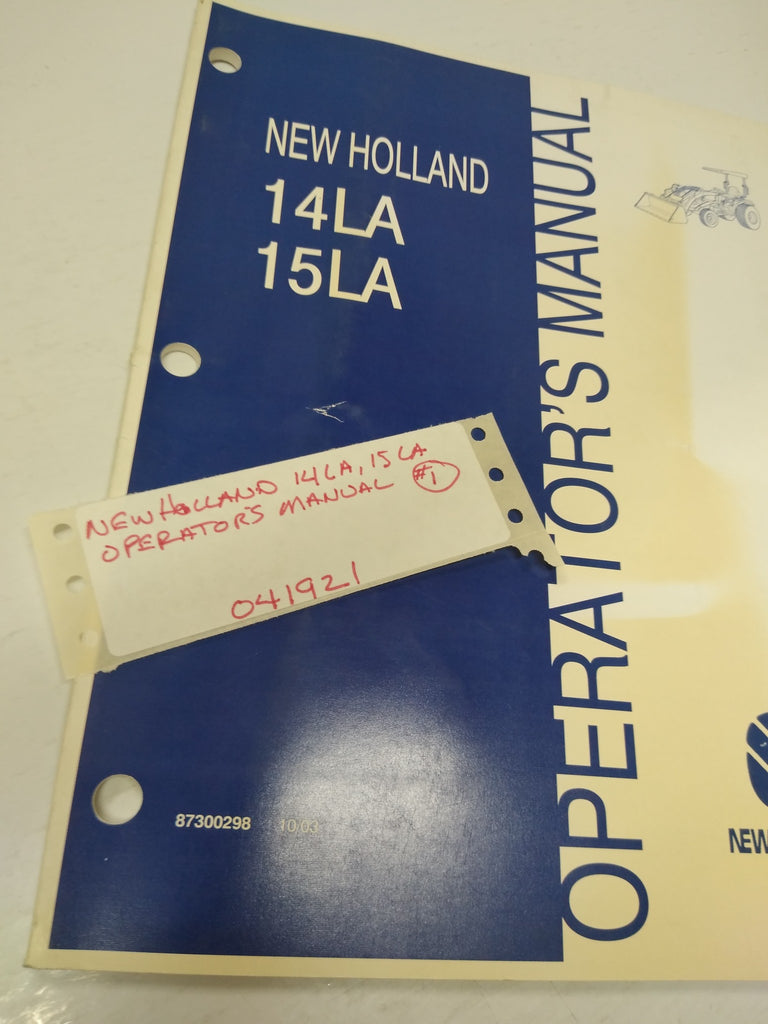 NEW HOLLAND
14LA
15LA
OPERATOR'S MANUAL
NEW HOLLAND 14LA, 15LA
OPERATOR'S MANUAL #1
041921
87300298 10/03
NEW